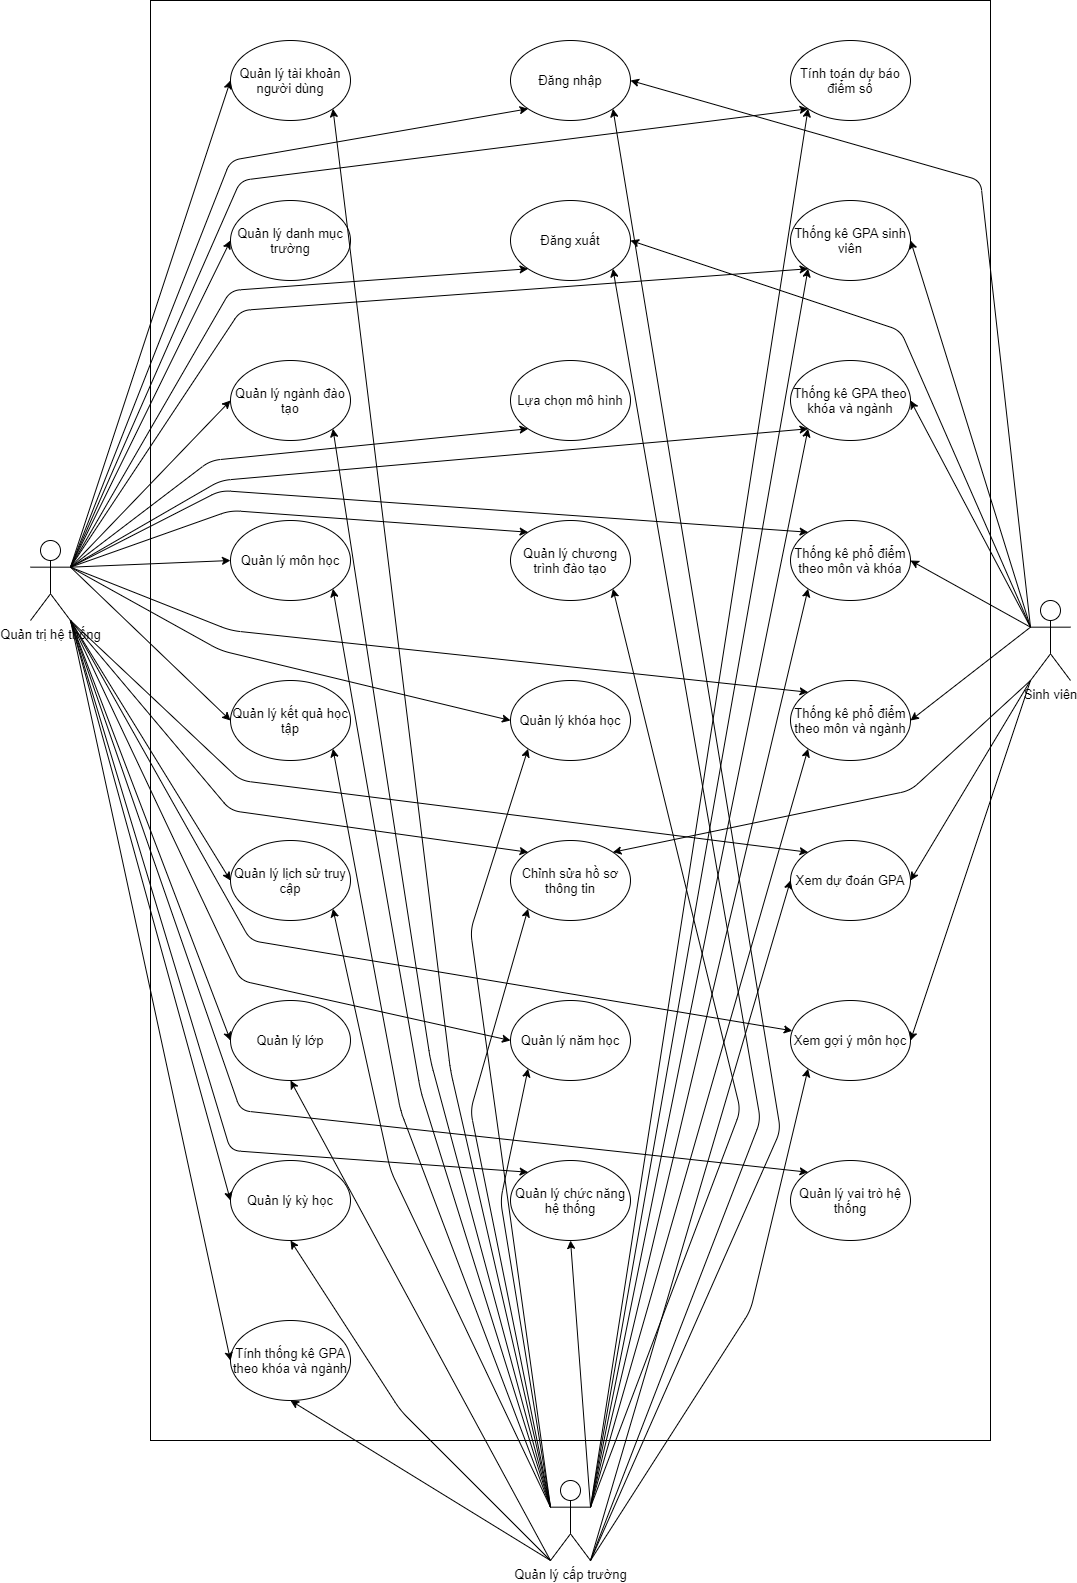 Quản lý tài khoản
người dùng
Đăng nhập
Tính toán dự báo
điểm số
Quản lý danh mục
trường
Đăng xuất
Thống kê GPA sinh
viên
Quản lý ngành đào
tạo
Lựa chọn mô hình
Thống kê GPA theo
khóa và ngành
Quản lý môn học
Quản lý chương
trình đào tạo
Thống kê phổ điểm
theo môn và khóa
Quản trị hệ thống
Sinh viên
Quản lý kết quả học
tập
Quản lý khóa học
Thống kê phổ điểm
theo môn và ngành
Quản lý lịch sử truy
cập
Chỉnh sửa hồ sơ
thông tin
Xem dự đoán GPA
Quản lý lớp
Quản lý năm học
Xem gợi ý môn học
Quản lý kỳ học
Quản lý chức năng
hệ thống
Quản lý vai trò hệ
thống
Tính thống kê GPA
theo khóa và ngành
Quản lý cấp trường